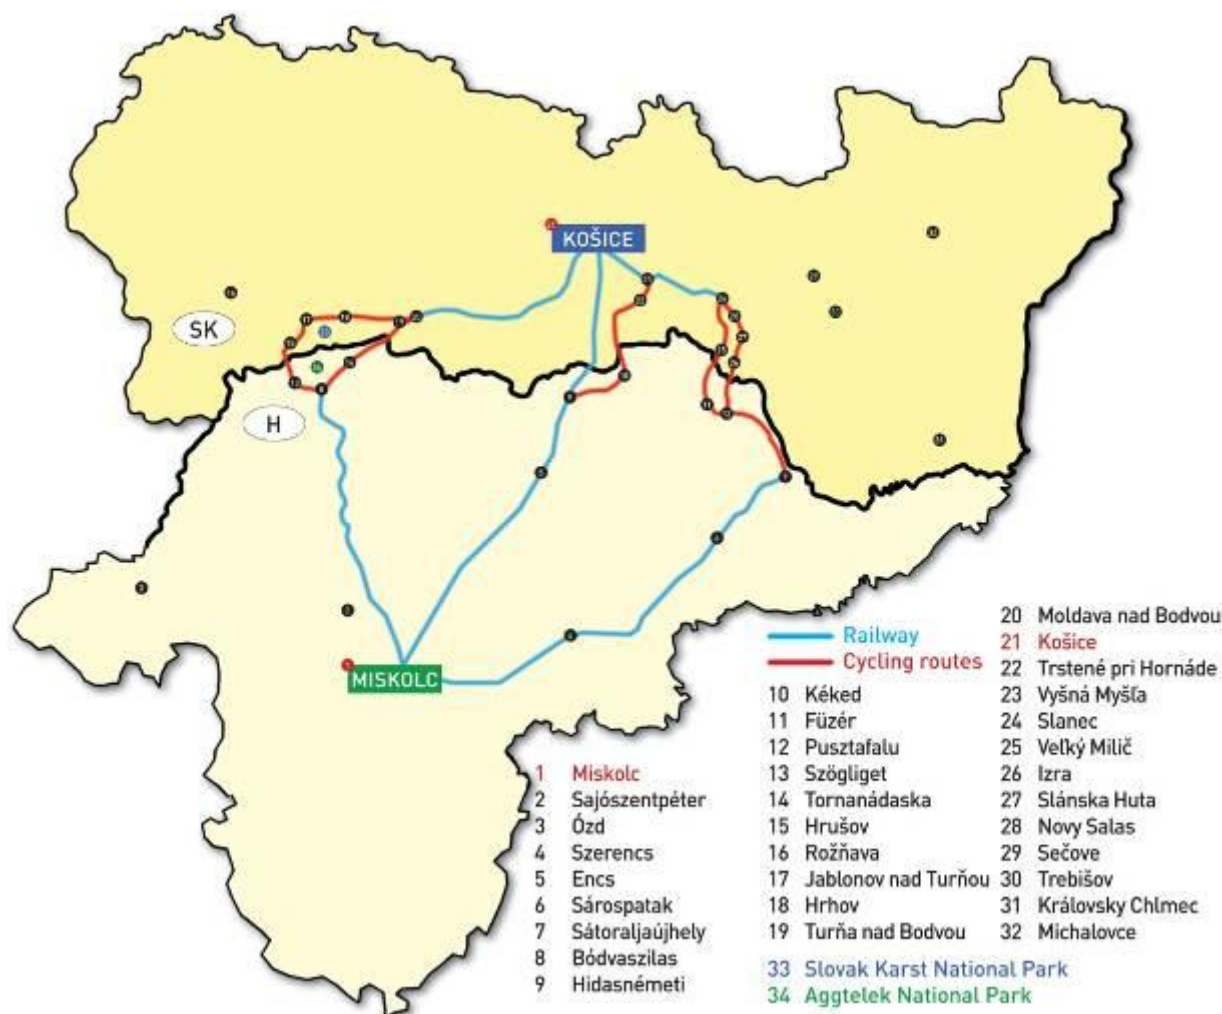 KOŠICE
SK
H
MISKOLC
Railway
Cycling routes
1 Miskolc
2 Sajószentpéter
3 Ózd
4 Szerencs
5 Encs
6 Sárospatak
7 Sátoraljaújhely
8 Bódvaszilas
9 Hidasnémeti
10 Kéked
11 Füzér
12 Pusztafalu
13 Szögliget
14 Tornanádaska
15 Hrušov
16 Rožňava
17 Jablonov nad Turňou
18 Hrhov
19 Turňa nad Bodvou
20 Moldava nad Bodvou
21 Košice
22 Trstené pri Hornáde
23 Vyšná Myšľa
24 Slanec
25 Veľký Milič
26 Izra
27 Slánska Huta
28 Novy Salas
29 Sečove
30 Trebišov
31 Královsky Chlmec
32 Michalovce
33 Slovak Karst National Park
34 Aggtelek National Park